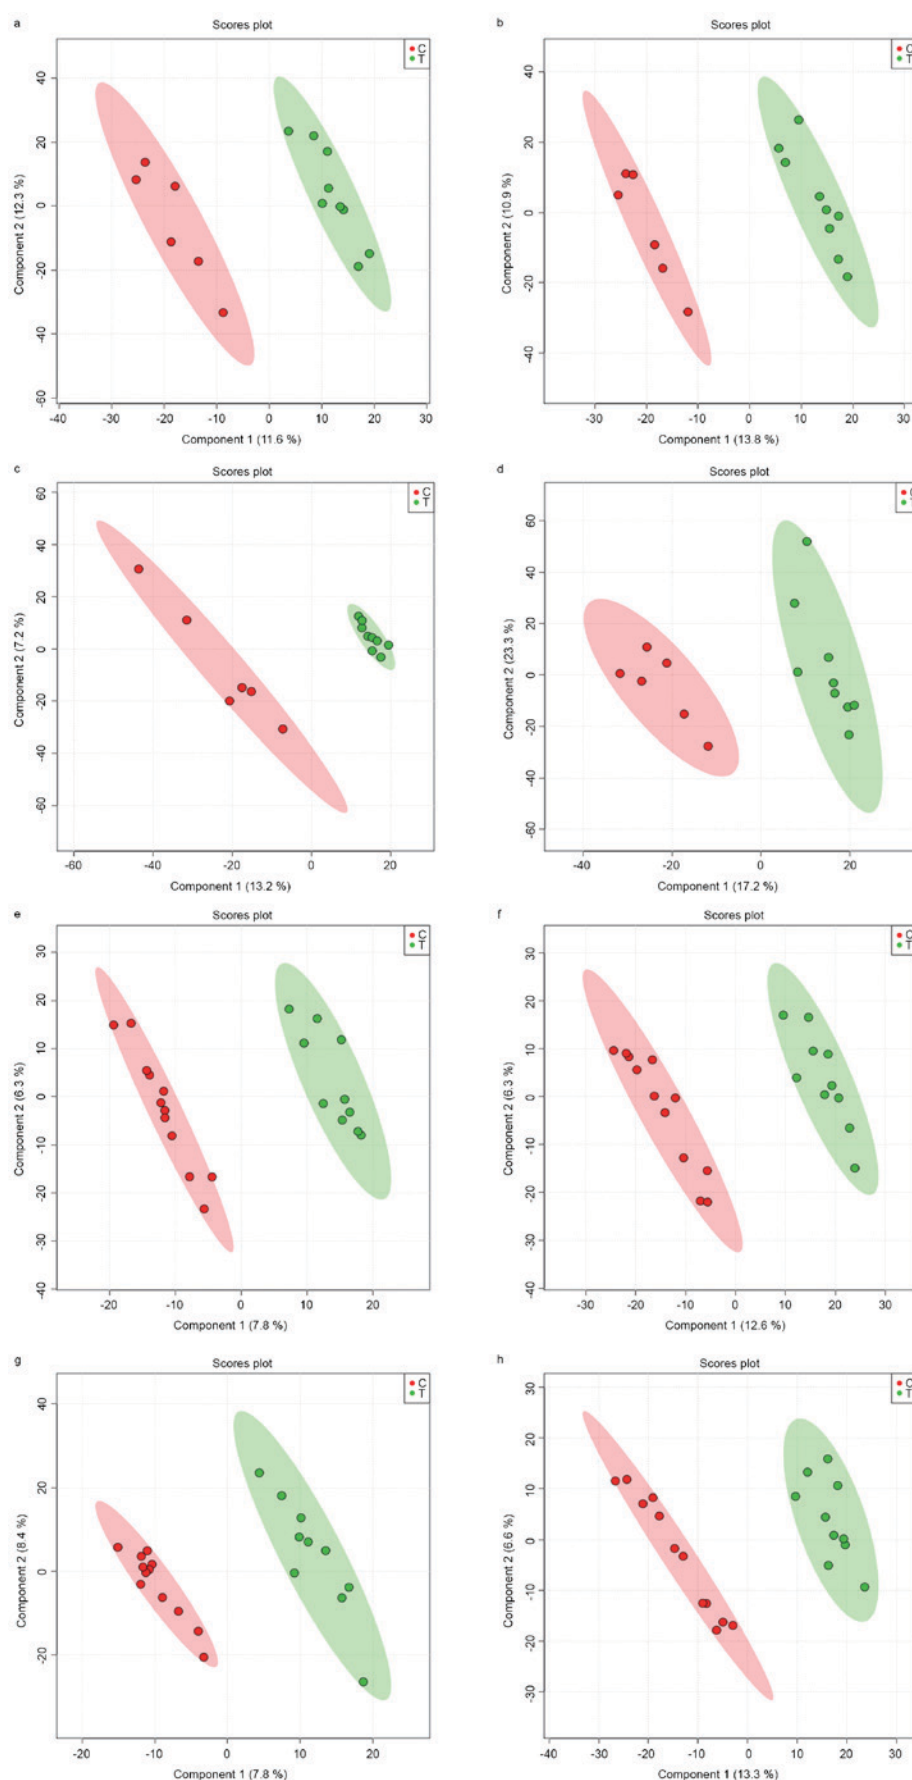 a
Scores plot
C
T
40
20
0
-20
-40
-60
Component 2 (12.3 %)
-40 -30 -20 -10 0 10 20 30
Component 1 (11.6 %)
b
Scores plot
C
T
40
20
0
-20
-40
Component 2 (10.9 %)
-30 -20 -10 0 10 20 30
Component 1 (13.8 %)
c
Scores plot
C
T
60
40
20
0
-20
-40
-60
Component 2 (7.2 %)
-60 -40 -20 0 20
Component 1 (13.2 %)
d
Scores plot
60
40
20
0
-20
-40
-60
Component 2 (23.3 %)
-40 -20 0 20
Component 1 (17.2 %)
e
Scores plot
C
T
30
20
10
0
-10
-20
-30
-40
Component 2 (6.3 %)
-20 -10 0 10 20
Component 1 (7.8 %)
f
Scores plot
30
20
10
0
-10
-20
-30
-40
Component 2 (6.3 %)
-30 -20 -10 0 10 20 30
Component 1 (12.6 %)
g
Scores plot
C
T
40
20
0
-20
Component 2 (8.4 %)
-20 -10 0 10 20
Component 1 (7.8 %)
h
Scores plot
30
20
10
0
-10
-20
-30
Component 2 (6.6 %)
-40 -30 -20 -10 0 10 20 30
Component 1 (13.3 %)